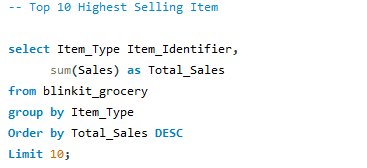 -- Top 10 Highest Selling Item
select Item_Type Item_Identifier,
sum(Sales) as Total_Sales
from blinkit_grocery
group by Item_Type
Order by Total_Sales DESC
Limit 10;